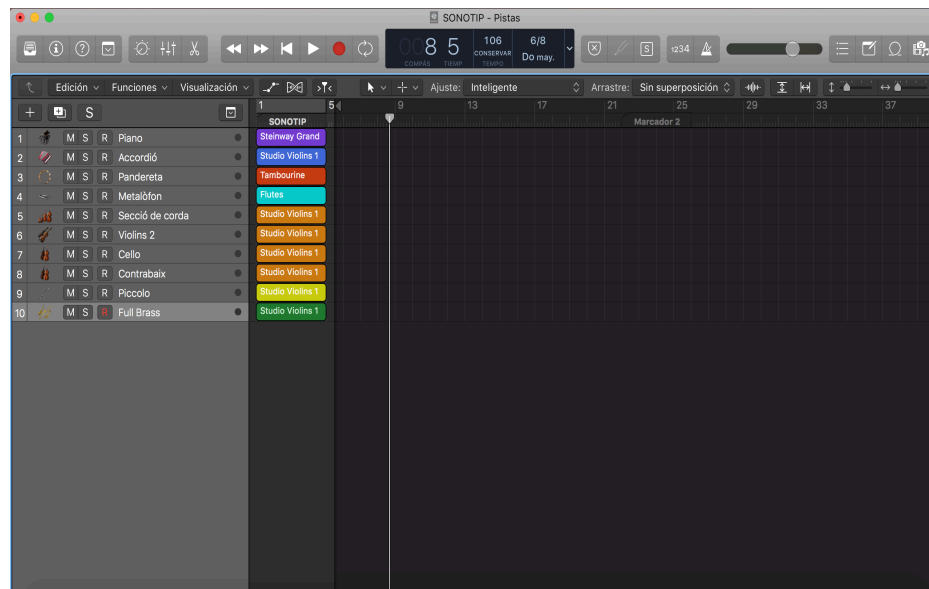 SONOTIP - Pistas
008 5 106 6/8
CONSERVAR Do may.
COMPÁS TIEMP TEMPO
S 1234
Edición Funciones Visualización Ajuste: Inteligente Arrastre: Sin superposición
S 1 5 9 13 17 21 25 29 33 37
SONOTIP Marcador 2
1 M S R Piano Steinway Grand
2 M S R Accordió Studio Violins 1
3 M S R Pandereta Tambourine
4 M S R Metalòfon Flutes
5 M S R Secció de corda Studio Violins 1
6 M S R Violins 2 Studio Violins 1
7 M S R Cello Studio Violins 1
8 M S R Contrabaix Studio Violins 1
9 M S R Piccolo Studio Violins 1
10 M S R Full Brass Studio Violins 1